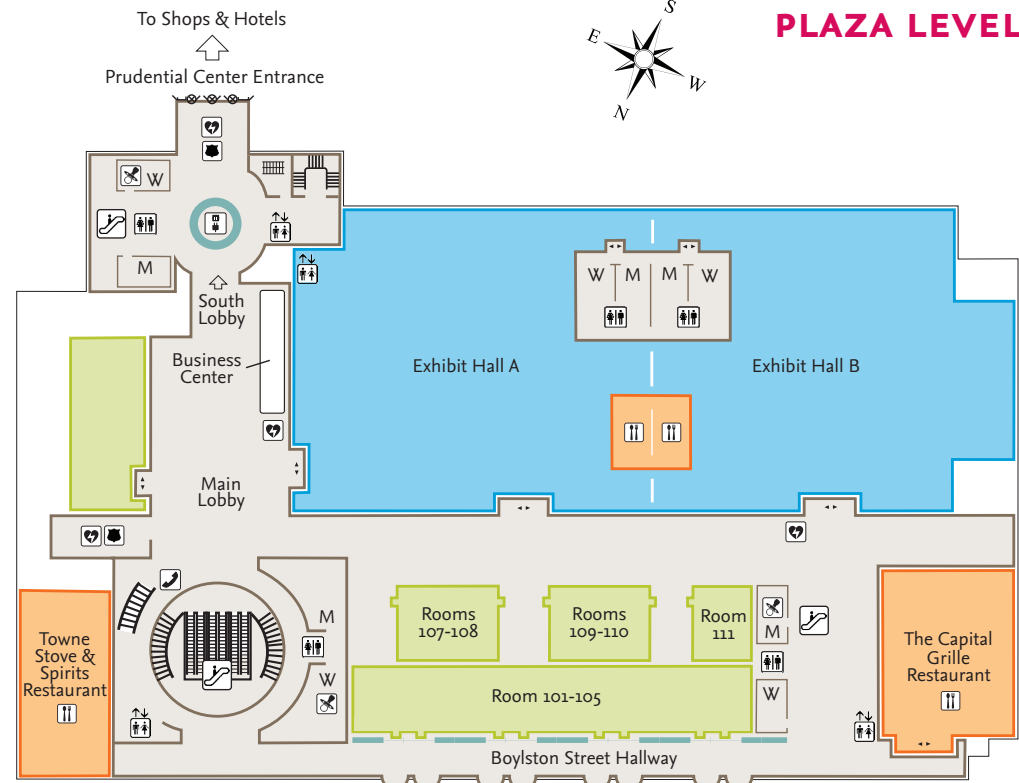 To Shops & Hotels
PLAZA LEVEL
Prudential Center Entrance
S
E
W
N
W
M
South
Lobby
W M M W
Business
Center
Exhibit Hall A
Exhibit Hall B
Main
Lobby
M
W
Rooms
107-108
Rooms
109-110
Room
111
M
W
Room 101-105
Towne
Stove &
Spirits
Restaurant
The Capital
Grille
Restaurant
Boylston Street Hallway